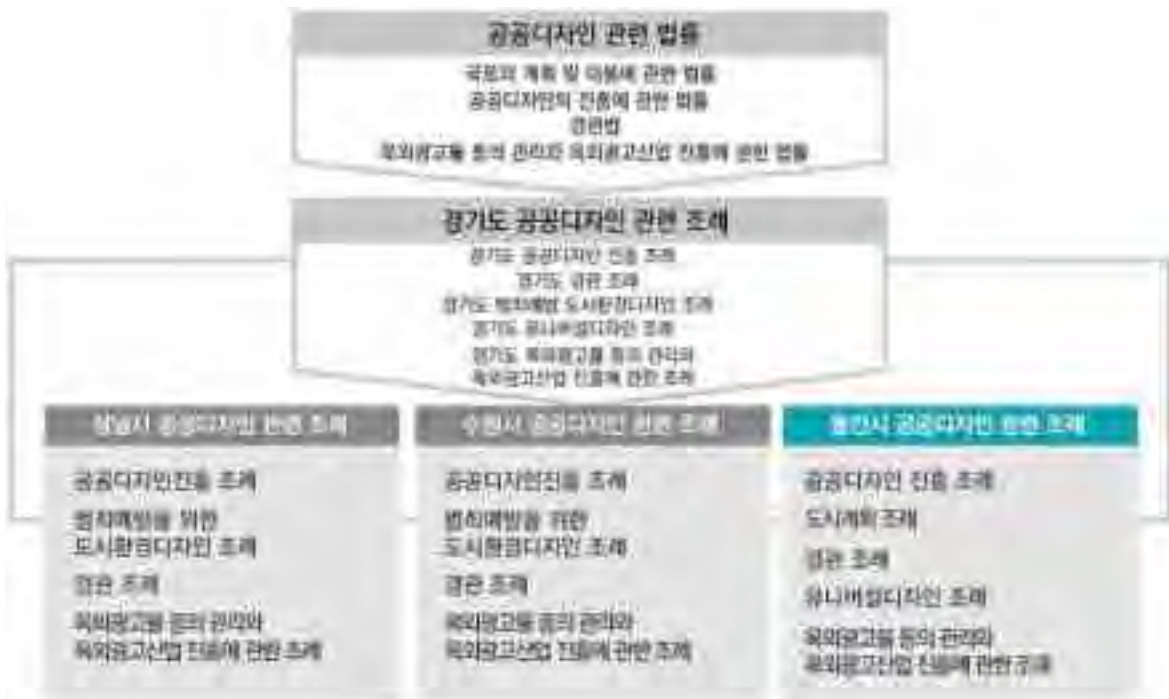 공공디자인 관련 법률
국토의 계획 및 이용에 관한 법률
공공디자인의 진흥에 관한 법률
경관법
옥외광고물 등의 관리와 옥외광고산업 진흥에 관한 법률
경기도 공공디자인 관련 조례
경기도 공공디자인 진흥 조례
경기도 경관 조례
경기도 범죄예방 도시환경디자인 조례
경기도 유니버설디자인 조례
경기도 옥외광고물 등의 관리와
옥외광고산업 진흥에 관한 조례
공공디자인 관련 조례
공공디자인진흥 조례
범죄예방을 위한
도시환경디자인 조례
경관 조례
옥외광고물 등의 관리와
옥외광고산업 진흥에 관한 조례
수원시 공공디자인 관련 조례
공공디자인진흥 조례
범죄예방을 위한
도시환경디자인 조례
경관 조례
옥외광고물 등의 관리와
옥외광고산업 진흥에 관한 조례
공공디자인 관련 조례
공공디자인 진흥 조례
도시계획 조례
경관 조례
유니버설디자인 조례
옥외광고물 등의 관리와
옥외광고산업 진흥에 관한 조례